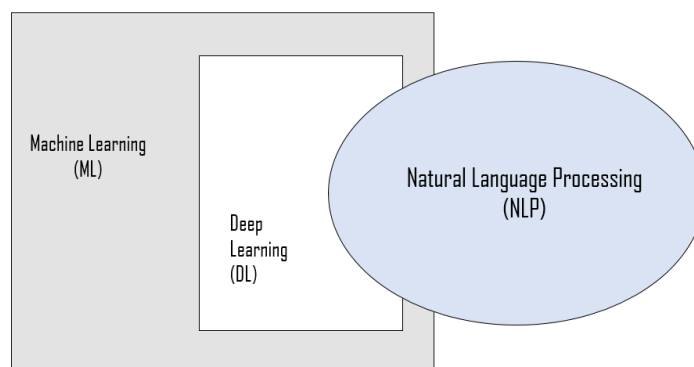 Machine Learning
(ML)
Deep
Learning
(DL)
Natural Language Processing
(NLP)